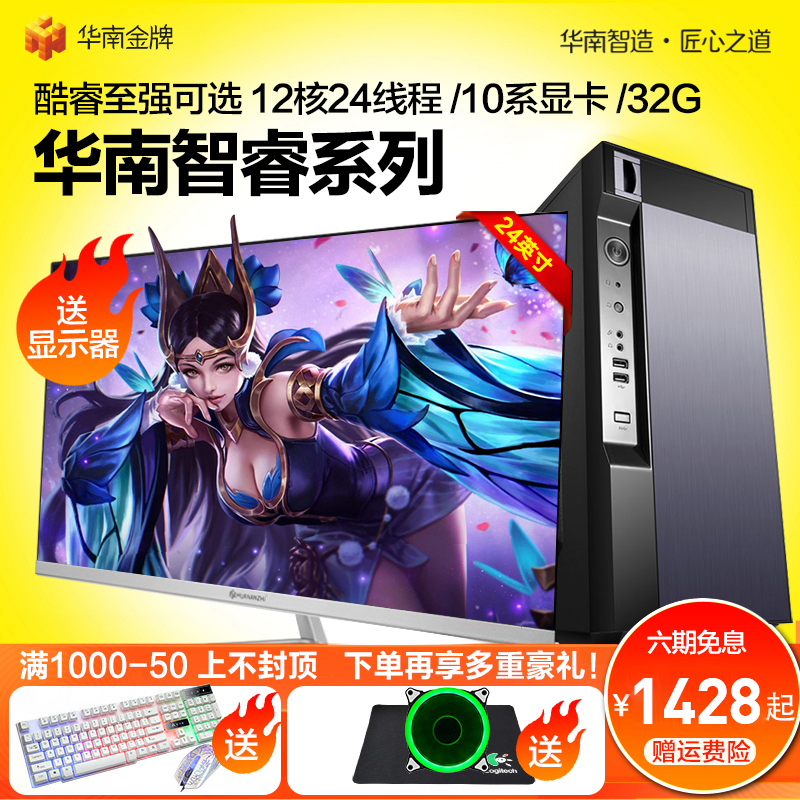 华南金牌
华南智造·匠心之道
酷睿至强可选 12核24线程 /10系显卡 /32G
华南智睿系列
24英寸
送
显示器
HUANANZHI
满1000-50 上不封顶 下单再享多重豪礼！
六期免息
¥1428起
赠运费险
送
送
Logitech